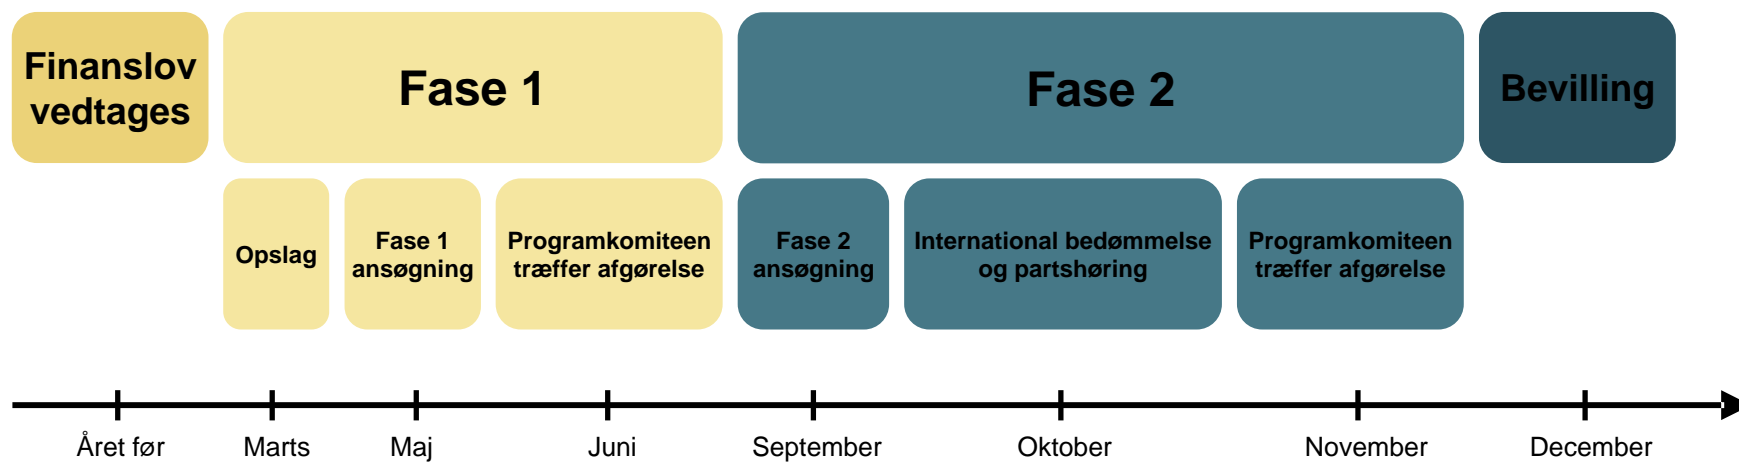 Finanslov
vedtages
Fase 1
Fase 2
Bevilling
Opslag
Fase 1
ansøgning
Programkomiteen
træffer afgørelse
Fase 2
ansøgning
International bedømmelse
og partshøring
Programkomiteen
træffer afgørelse
Året før
Marts
Maj
Juni
September
Oktober
November
December